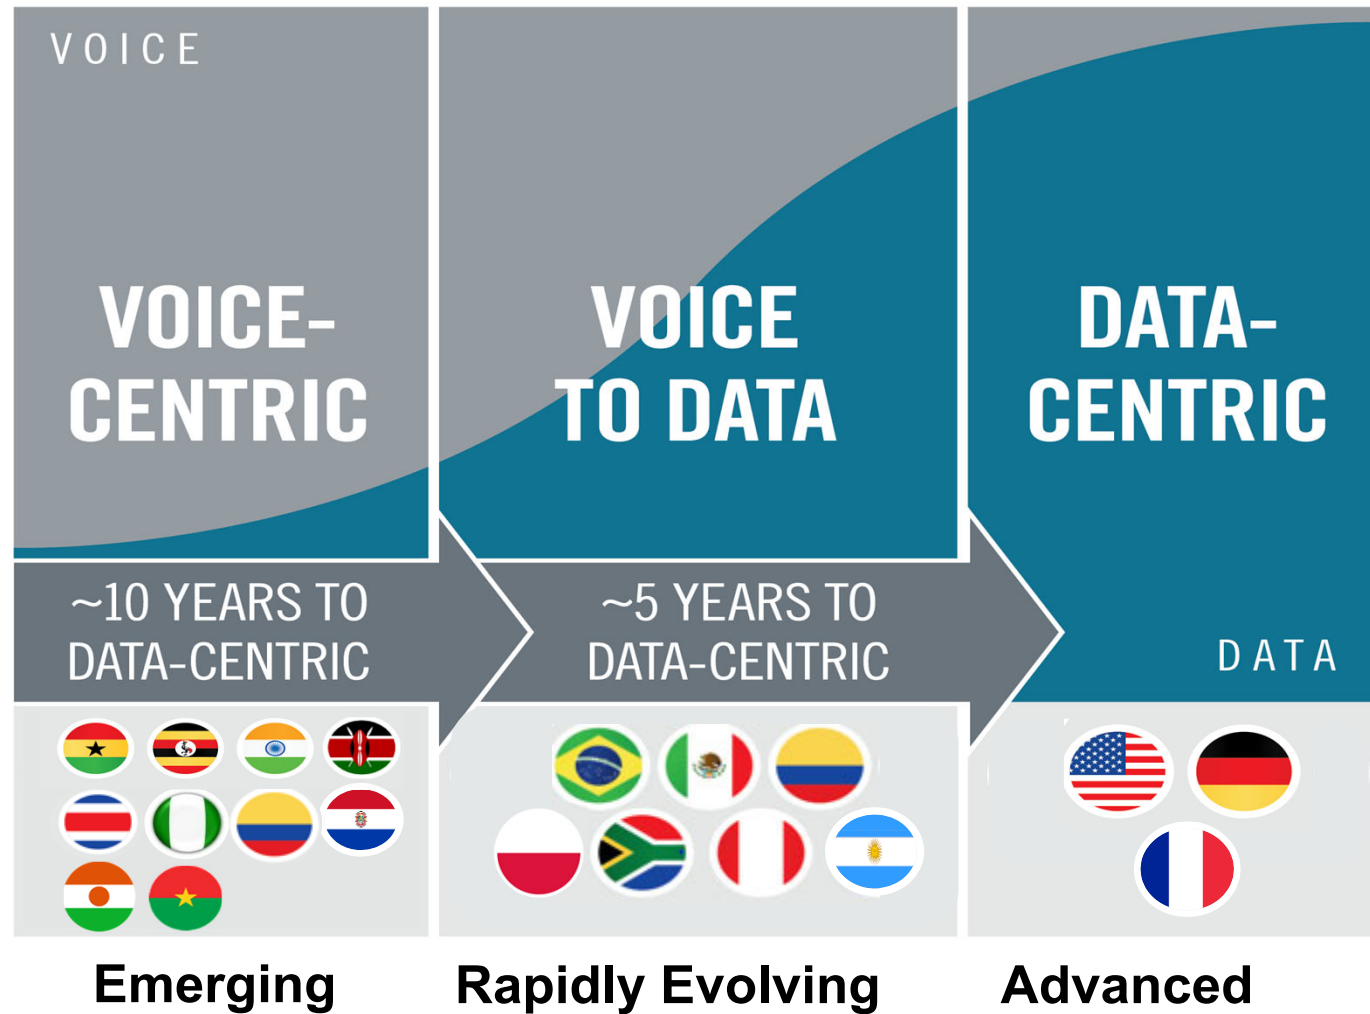 VOICE
VOICE-
CENTRIC
VOICE
TO DATA
DATA-
CENTRIC
~10 YEARS TO
DATA-CENTRIC
~5 YEARS TO
DATA-CENTRIC
DATA
Emerging
Rapidly Evolving
Advanced